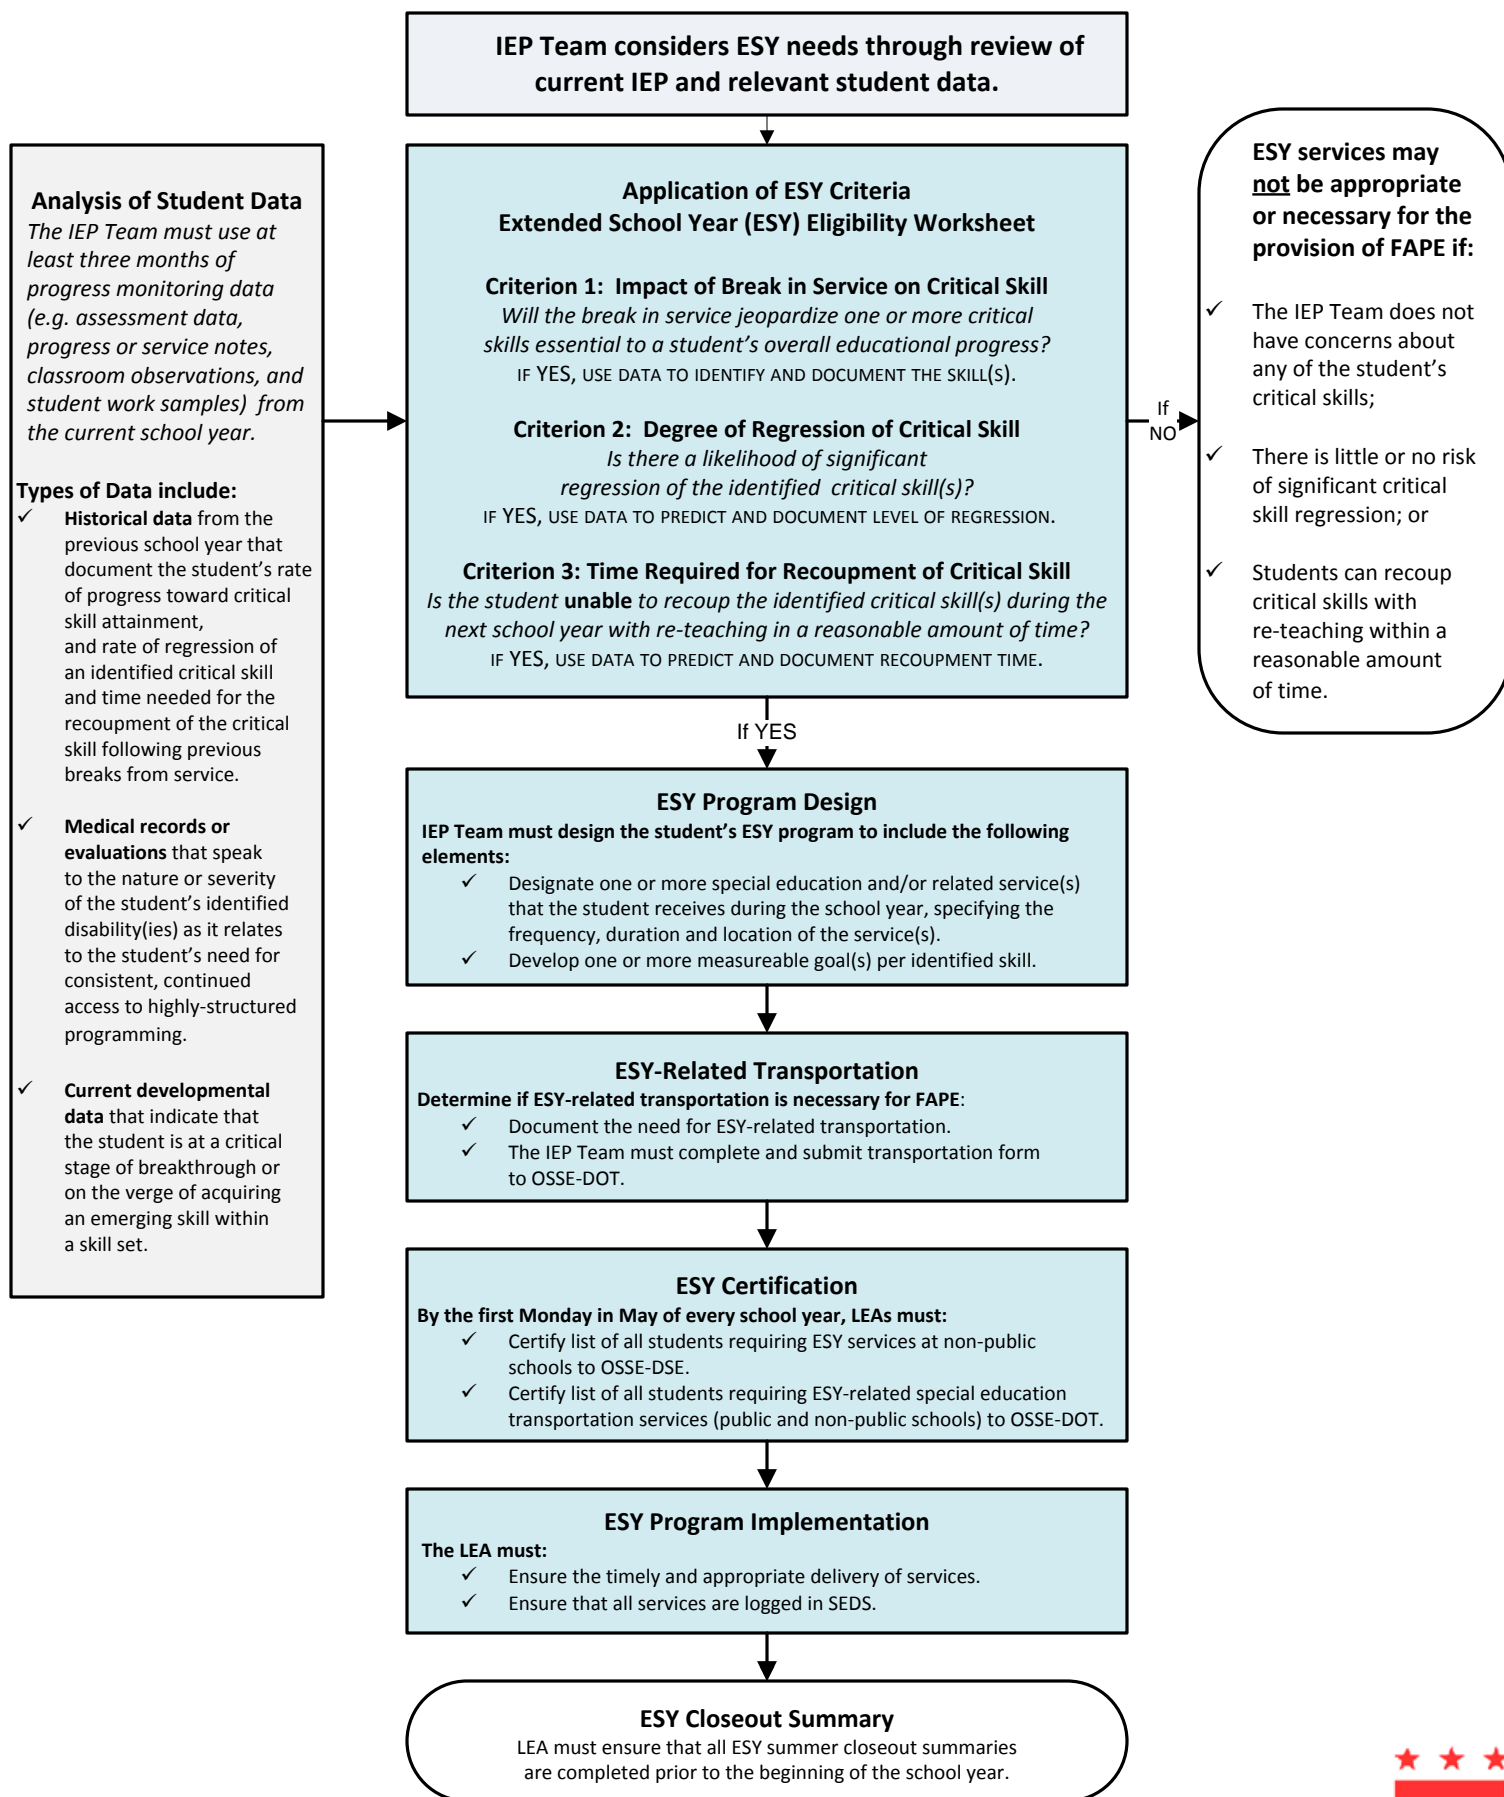 IEP Team considers ESY needs through review of
current IEP and relevant student data.
Analysis of Student Data
The IEP Team must use at
least three months of
progress monitoring data
(e.g. assessment data,
progress or service notes,
classroom observations, and
student work samples) from
the current school year.
Types of Data include:
✓ Historical data from the
previous school year that
document the student’s rate
of progress toward critical
skill attainment,
and rate of regression of
an identified critical skill
and time needed for the
recoupment of the critical
skill following previous
breaks from service.
✓ Medical records or
evaluations that speak
to the nature or severity
of the student’s identified
disability(ies) as it relates
to the student’s need for
consistent, continued
access to highly-structured
programming.
✓ Current developmental
data that indicate that
the student is at a critical
stage of breakthrough or
on the verge of acquiring
an emerging skill within
a skill set.
Application of ESY Criteria
Extended School Year (ESY) Eligibility Worksheet
Criterion 1: Impact of Break in Service on Critical Skill
Will the break in service jeopardize one or more critical
skills essential to a student’s overall educational progress?
IF YES, USE DATA TO IDENTIFY AND DOCUMENT THE SKILL(S).
Criterion 2: Degree of Regression of Critical Skill
Is there a likelihood of significant
regression of the identified critical skill(s)?
IF YES, USE DATA TO PREDICT AND DOCUMENT LEVEL OF REGRESSION.
Criterion 3: Time Required for Recoupment of Critical Skill
Is the student unable to recoup the identified critical skill(s) during the
next school year with re-teaching in a reasonable amount of time?
IF YES, USE DATA TO PREDICT AND DOCUMENT RECOUPMENT TIME.
If
NO
ESY services may
not be appropriate
or necessary for the
provision of FAPE if:
✓ The IEP Team does not
have concerns about
any of the student’s
critical skills;
✓ There is little or no risk
of significant critical
skill regression; or
✓ Students can recoup
critical skills with
re-teaching within a
reasonable amount
of time.
If YES
ESY Program Design
IEP Team must design the student’s ESY program to include the following
elements:
✓ Designate one or more special education and/or related service(s)
that the student receives during the school year, specifying the
frequency, duration and location of the service(s).
✓ Develop one or more measureable goal(s) per identified skill.
ESY-Related Transportation
Determine if ESY-related transportation is necessary for FAPE:
✓ Document the need for ESY-related transportation.
✓ The IEP Team must complete and submit transportation form
to OSSE-DOT.
ESY Certification
By the first Monday in May of every school year, LEAs must:
✓ Certify list of all students requiring ESY services at non-public
schools to OSSE-DSE.
✓ Certify list of all students requiring ESY-related special education
transportation services (public and non-public schools) to OSSE-DOT.
ESY Program Implementation
The LEA must:
✓ Ensure the timely and appropriate delivery of services.
✓ Ensure that all services are logged in SEDS.
ESY Closeout Summary
LEA must ensure that all ESY summer closeout summaries
are completed prior to the beginning of the school year.